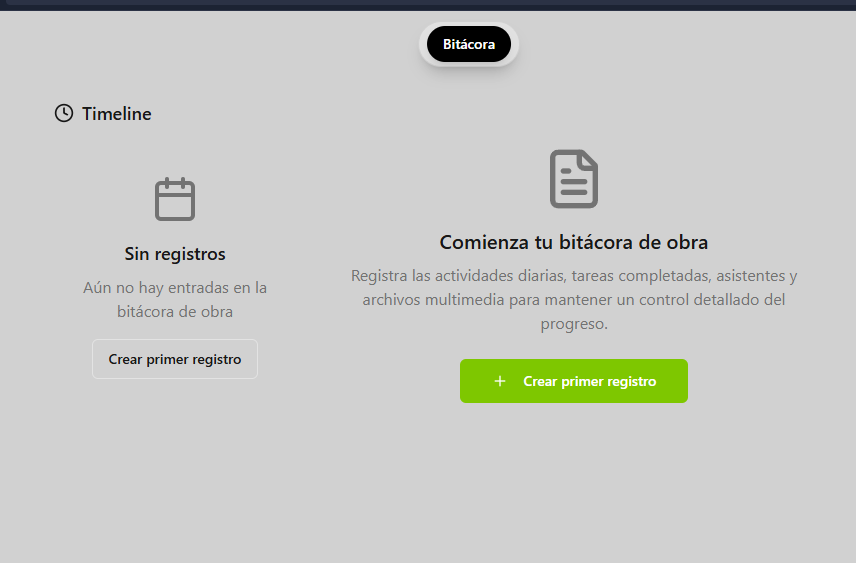 Bitácora
Timeline
Sin registros
Aún no hay entradas en la
bitácora de obra
Crear primer registro
Comienza tu bitácora de obra
Registra las actividades diarias, tareas completadas, asistentes y
archivos multimedia para mantener un control detallado del
progreso.
+ Crear primer registro